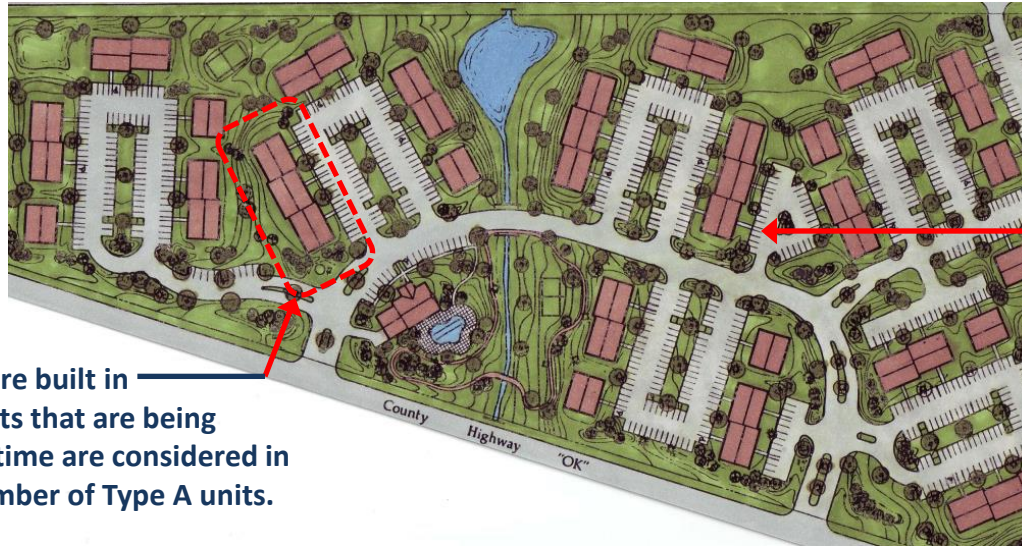 re built in
ts that are being
time are considered in
mber of Type A units.
County Highway "OK"